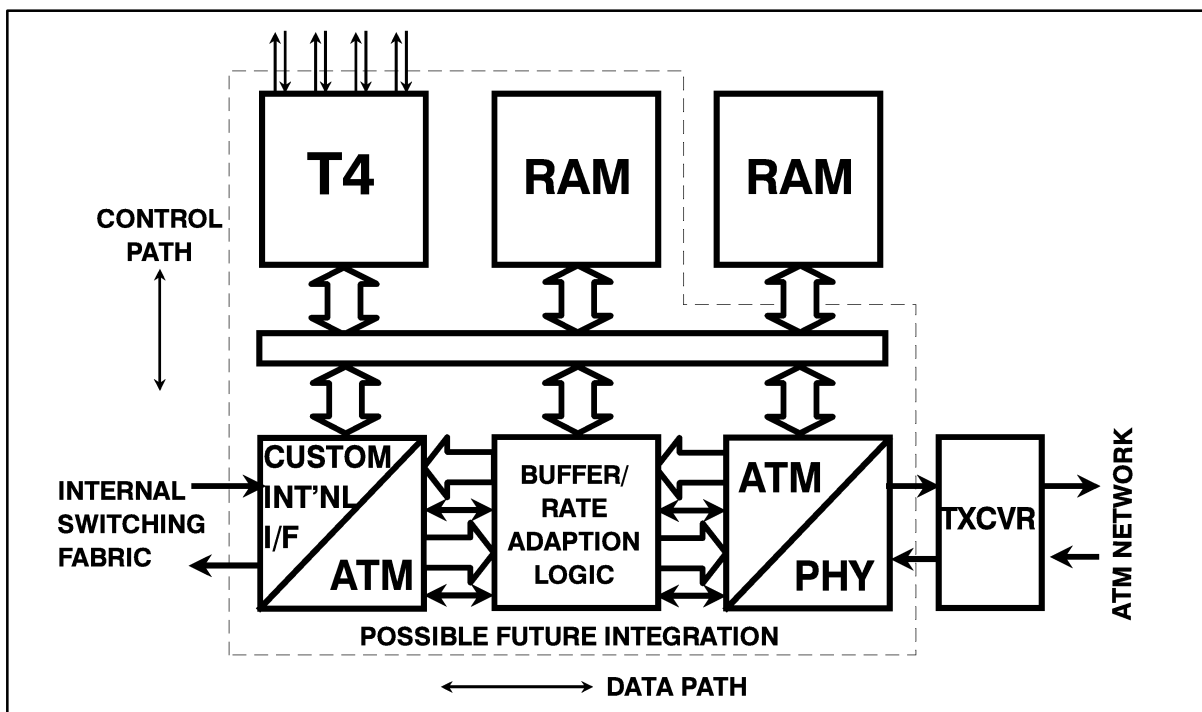 T4
RAM
RAM
CONTROL
PATH
CUSTOM
INT'NL
I/F
ATM
BUFFER/
RATE
ADAPTION
LOGIC
ATM
PHY
TXCVR
INTERNAL
SWITCHING
FABRIC
ATM NETWORK
POSSIBLE FUTURE INTEGRATION
DATA PATH